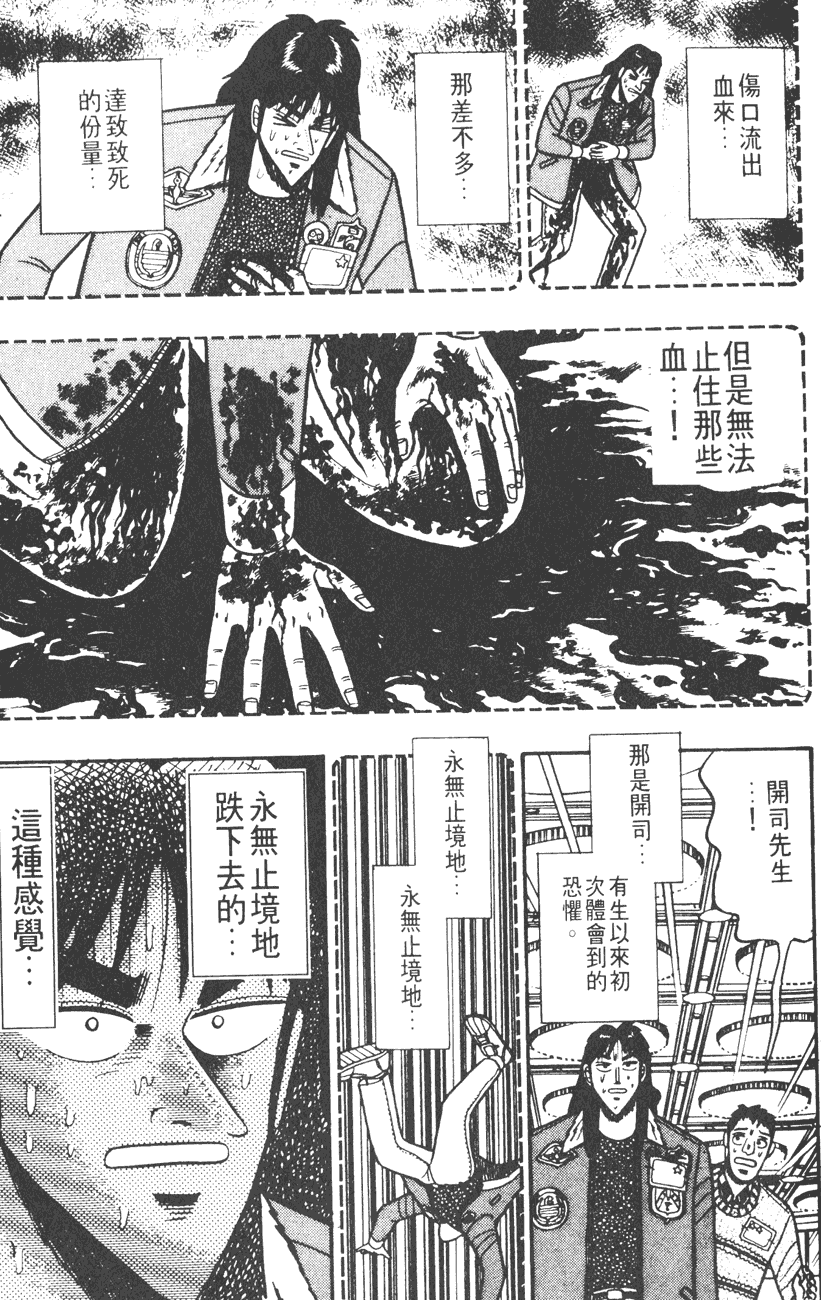 傷口流出
血來…
那差不多…
達致致死
的份量…
但是無法
止住那些
血…！
開司先生
…！
那是開司…
有生以來初
次體會到的
恐懼。
永無止境地…
永無止境地…
永無止境地
跌下去的…
這種感覺…